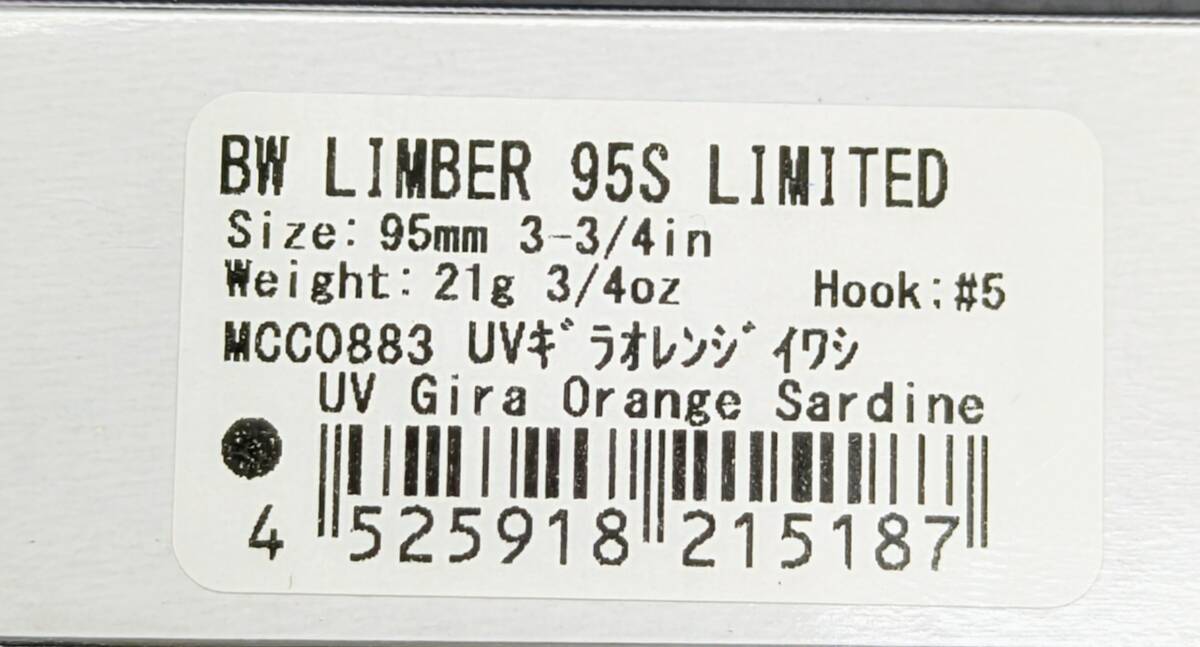 BW LIMBER 95S LIMITED
Size: 95mm 3-3/4in
Weight: 21g 3/4oz Hook:#5
MCC0883 UVｷﾞﾗｵﾚﾝｼﾞｲﾜｼ
UV Gira Orange Sardine
4 525918 215187